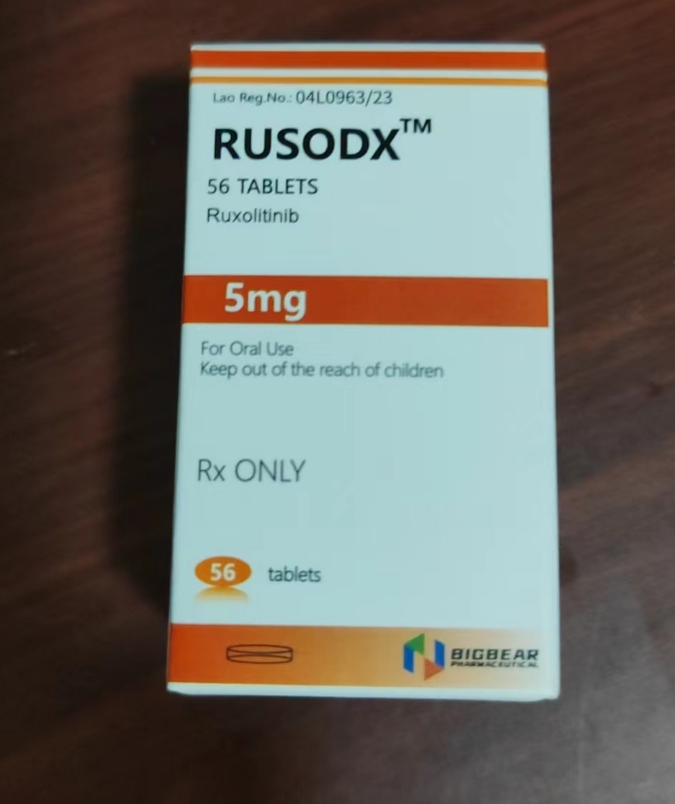 Lao Reg.No.: 04L0963/23
RUSODX™
56 TABLETS
Ruxolitinib
5mg
For Oral Use
Keep out of the reach of children
Rx ONLY
56 tablets
BIGBEAR
PHARMACEUTICAL